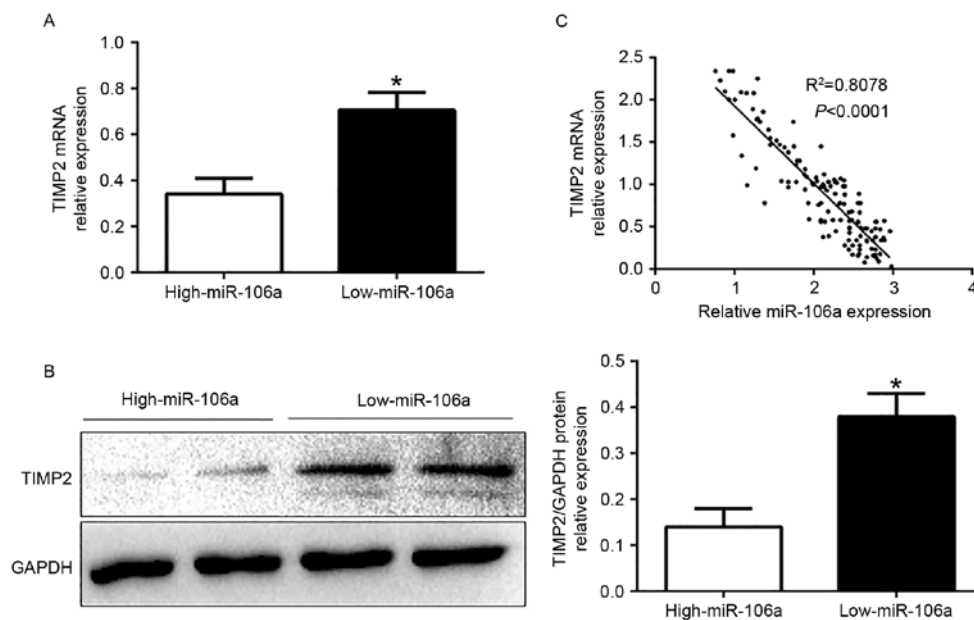 A
TIMP2 mRNA
relative expression
1.0
0.8
0.6
0.4
0.2
0.0
*
High-miR-106a
Low-miR-106a
C
TIMP2 mRNA
relative expression
2.5
2.0
1.5
1.0
0.5
0.0
R²=0.8078
P<0.0001
0
1
2
3
4
Relative miR-106a expression
B
High-miR-106a
Low-miR-106a
TIMP2
GAPDH
TIMP2/GAPDH protein
relative expression
0.5
0.4
0.3
0.2
0.1
0.0
*
High-miR-106a
Low-miR-106a